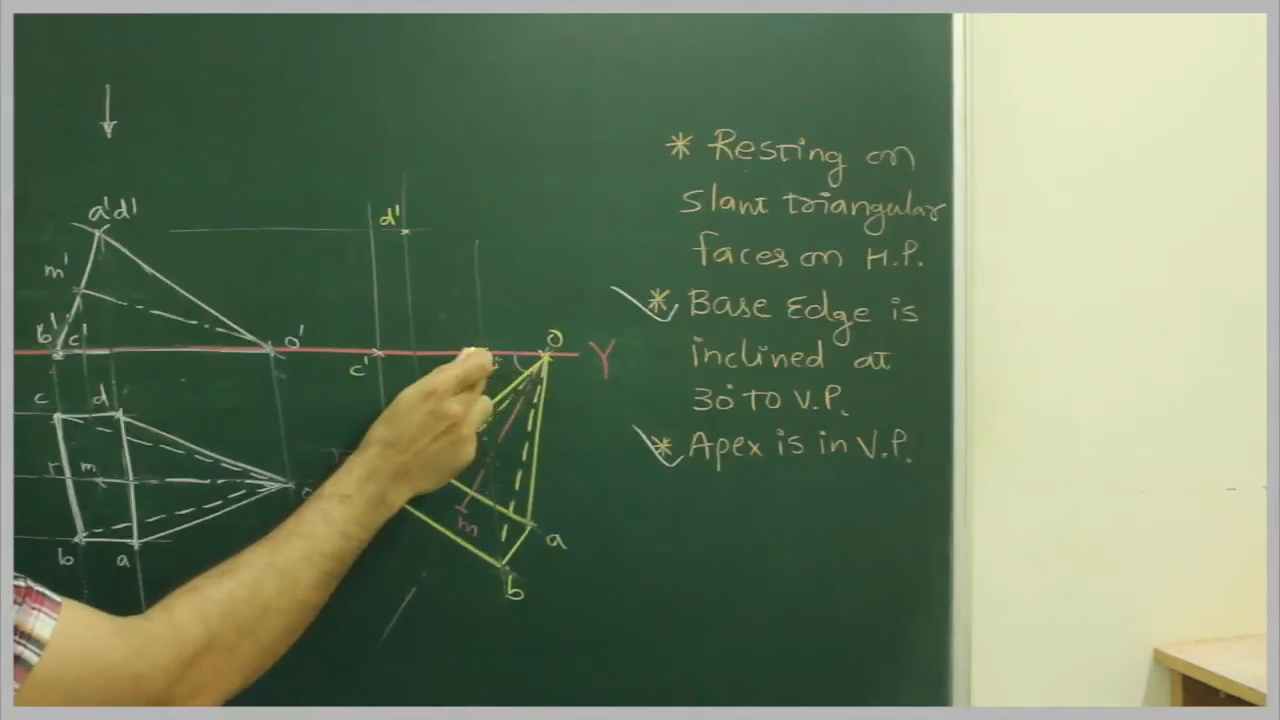 a'd'
d'
m'
b' c'
o'
c'
o
Y
c
d
r
m
b
a
m
a
b
* Resting on
slant triangular
faces on H.P.
* Base Edge is
inclined at
30° TO V.P.
* Apex is in V.P.